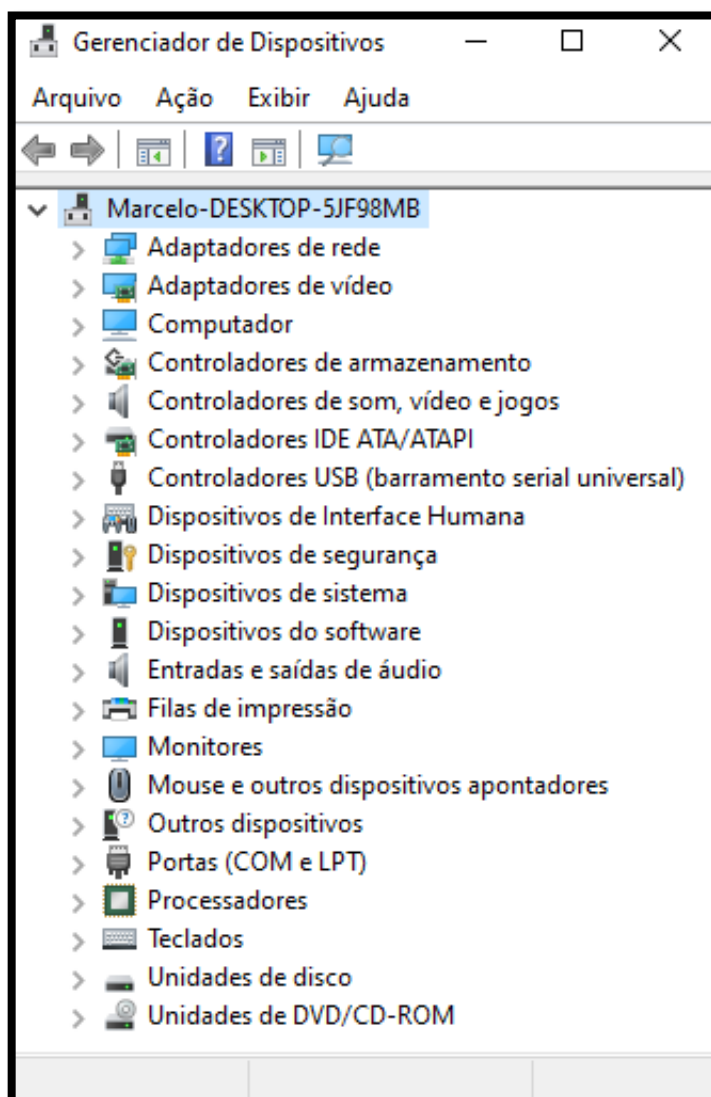 Gerenciador de Dispositivos
Arquivo Ação Exibir Ajuda
Marcelo-DESKTOP-5JF98MB
Adaptadores de rede
Adaptadores de vídeo
Computador
Controladores de armazenamento
Controladores de som, vídeo e jogos
Controladores IDE ATA/ATAPI
Controladores USB (barramento serial universal)
Dispositivos de Interface Humana
Dispositivos de segurança
Dispositivos de sistema
Dispositivos do software
Entradas e saídas de áudio
Filas de impressão
Monitores
Mouse e outros dispositivos apontadores
Outros dispositivos
Portas (COM e LPT)
Processadores
Teclados
Unidades de disco
Unidades de DVD/CD-ROM